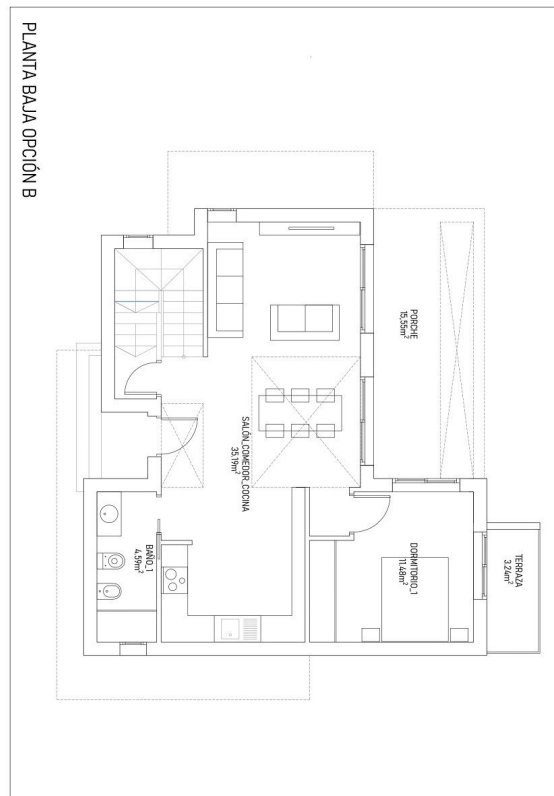 PLANTA BAJA OPCIÓN B
PORCHE
15,55m²
SALÓN_COMEDOR_COCINA
35.19m²
DORMITORIO_1
11.48m²
TERRAZA
3.24m²
BAÑO_1
4.59m²